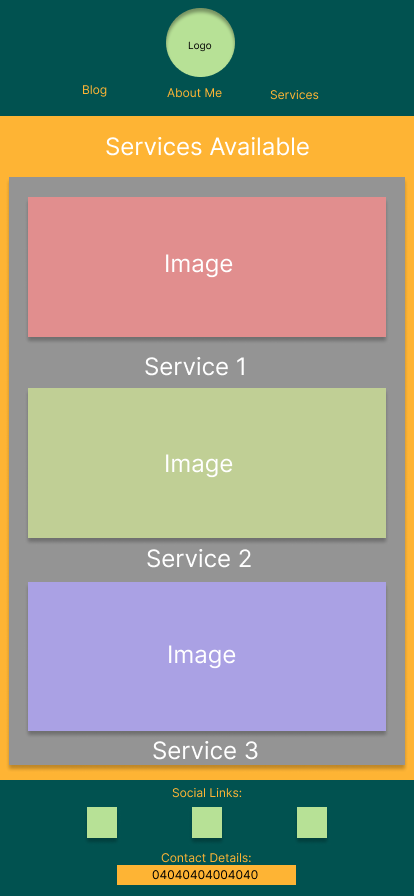 Logo
Blog
About Me
Services
Services Available
Image
Service 1
Image
Service 2
Image
Service 3
Social Links:
Contact Details:
04040404004040